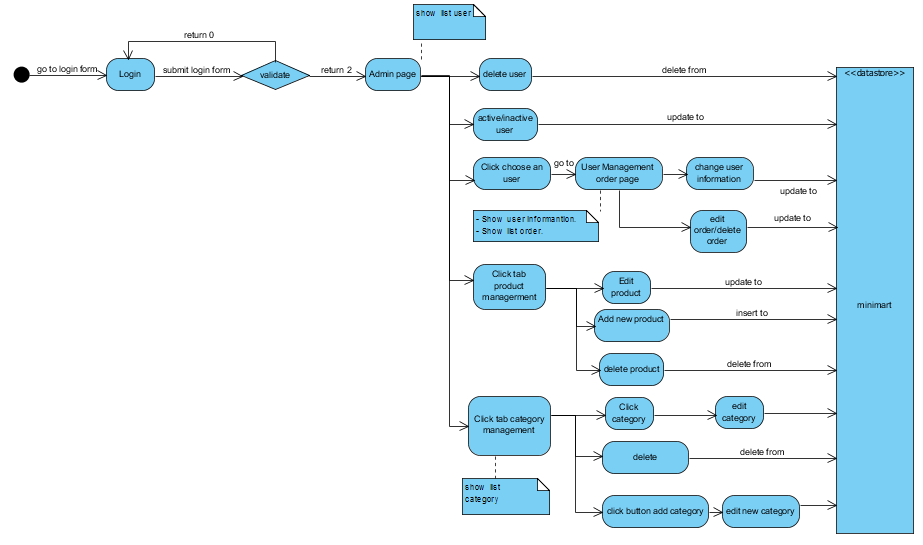 show list user
return 0
go to login form
Login
submit login form
validate
return 2
Admin page
delete user
delete from
<<datastore>>
active/inactive
user
update to
Click choose an
user
go to
User Management
order page
change user
information
update to
- Show user informantion.
- Show list order.
edit
order/delete
order
update to
Click tab
product
managerment
Edit
product
update to
minimart
Add new product
insert to
delete product
delete from
Click tab category
management
Click
category
edit
category
delete
delete from
show list
category
click button add category
edit new category